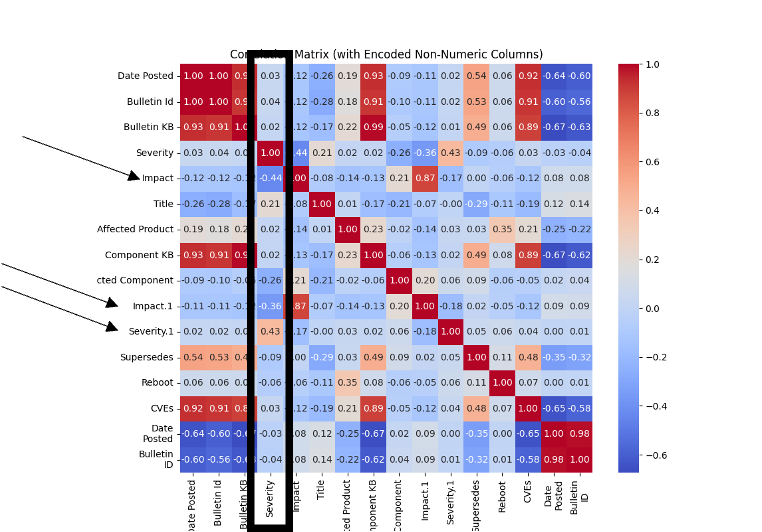 Matrix (with Encoded Non-Numeric Columns)
Date Posted 1.00 1.00 0.03 -0.26 0.19 0.93 -0.09 -0.11 0.02 0.54 0.06 0.92 -0.64 -0.60
Bulletin Id 1.00 1.00 0.04 -0.28 0.18 0.91 -0.10 -0.11 0.02 0.53 0.06 0.91 -0.60 -0.56
Bulletin KB 0.93 0.91 0.02 -0.17 0.22 0.99 -0.05 -0.12 0.01 0.49 0.06 0.89 -0.67 -0.63
Severity 0.03 0.04 1.00 0.21 0.02 0.02 -0.26 -0.36 0.43 -0.09 -0.06 0.03 -0.03 -0.04
Impact -0.12 -0.12 -0.44 -0.08 -0.14 -0.13 0.21 0.87 -0.17 0.00 -0.06 -0.12 0.08 0.08
Title -0.26 -0.28 0.21 1.00 0.01 -0.17 -0.21 -0.07 -0.00 -0.29 -0.11 -0.19 0.12 0.14
Affected Product 0.19 0.18 0.02 0.01 1.00 0.23 -0.02 -0.14 0.03 0.03 0.35 0.21 -0.25 -0.22
Component KB 0.93 0.91 0.02 -0.17 0.23 1.00 -0.06 -0.13 0.02 0.49 0.08 0.89 -0.67 -0.62
cted Component -0.09 -0.10 -0.26 -0.21 -0.02 -0.06 1.00 0.20 0.06 0.09 -0.06 -0.05 0.02 0.04
Impact.1 -0.11 -0.11 -0.36 -0.07 -0.14 -0.13 0.20 1.00 -0.18 0.02 -0.05 -0.12 0.09 0.09
Severity.1 0.02 0.02 0.43 -0.00 0.03 0.02 0.06 -0.18 1.00 0.05 0.06 0.04 0.00 0.01
Supersedes 0.54 0.53 -0.09 -0.29 0.03 0.49 0.09 0.02 0.05 1.00 0.11 0.48 -0.35 -0.32
Reboot 0.06 0.06 -0.06 -0.11 0.35 0.08 -0.06 -0.05 0.06 0.11 1.00 0.07 0.00 0.01
CVEs 0.92 0.91 0.03 -0.19 0.21 0.89 -0.05 -0.12 0.04 0.48 0.07 1.00 -0.65 -0.58
Date
Posted -0.64 -0.60 -0.03 0.12 -0.25 -0.67 0.02 0.09 0.00 -0.35 0.00 -0.65 1.00 0.98
Bulletin
ID -0.60 -0.56 -0.04 0.14 -0.22 -0.62 0.04 0.09 0.01 -0.32 0.01 -0.58 0.98 1.00
ate Posted
Bulletin Id
Bulletin KB
Severity
Impact
Title
ed Product
ponent KB
Component
Impact.1
Severity.1
upersedes
Reboot
CVEs
Date
Posted
Bulletin
ID
1.0
0.8
0.6
0.4
0.2
0.0
−0.2
−0.4
−0.6